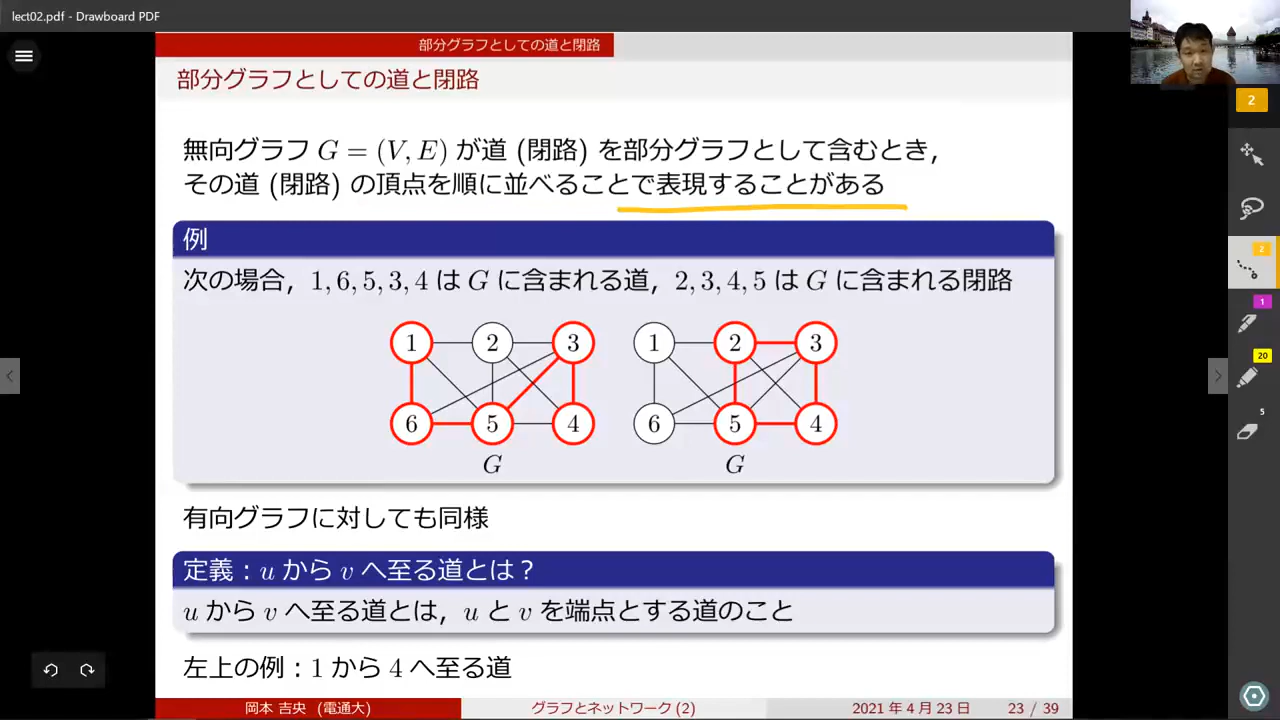 lect02.pdf - Drawboard PDF
部分グラフとしての道と閉路
部分グラフとしての道と閉路
無向グラフ G = (V, E) が道 (閉路) を部分グラフとして含むとき,
その道 (閉路) の頂点を順に並べることで表現することがある
例
次の場合, 1, 6, 5, 3, 4 は G に含まれる道, 2, 3, 4, 5 は G に含まれる閉路
1 2 3 1 2 3
6 5 4 6 5 4
G G
有向グラフに対しても同様
定義:u から v へ至る道とは?
u から v へ至る道とは, u と v を端点とする道のこと
左上の例:1 から 4 へ至る道
岡本 吉央 (電通大) グラフとネットワーク (2) 2021 年 4 月 23 日 23 / 39
2
2
1
20
5